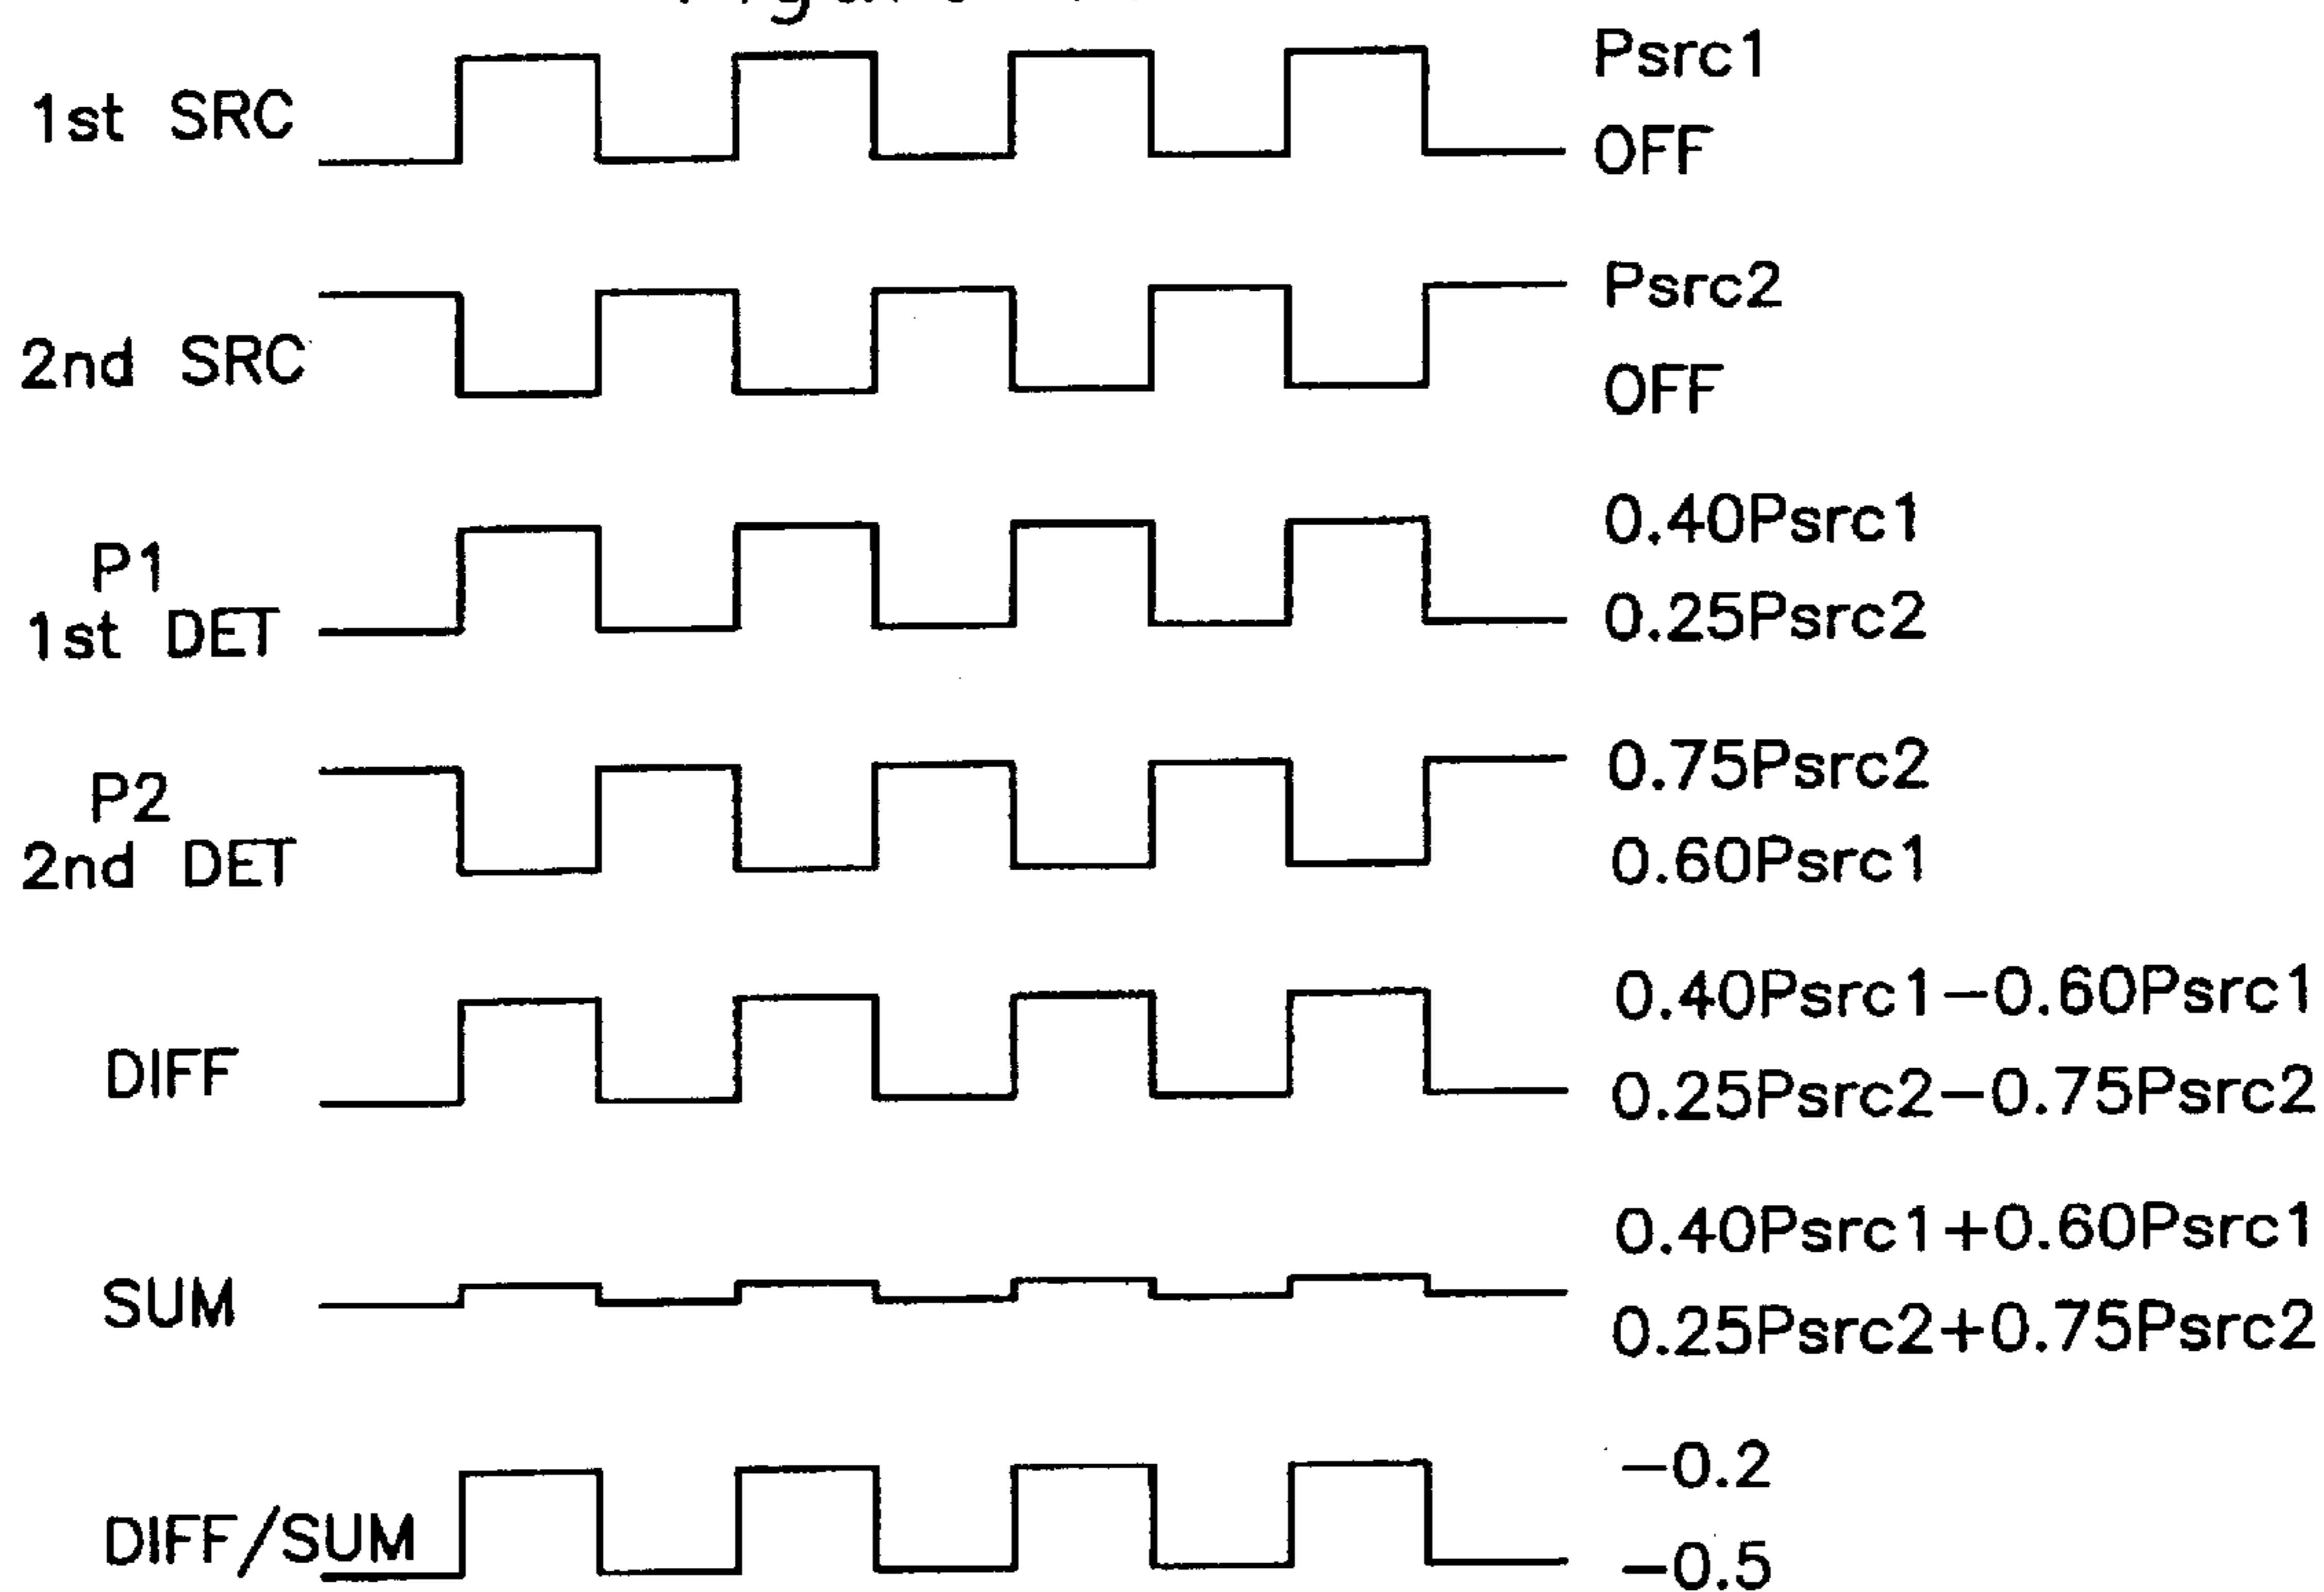 Psrc1
1st SRC
OFF
Psrc2
2nd SRC
OFF
0.40Psrc1
P1
1st DET
0.25Psrc2
0.75Psrc2
P2
2nd DET
0.60Psrc1
0.40Psrc1−0.60Psrc1
DIFF
0.25Psrc2−0.75Psrc2
0.40Psrc1+0.60Psrc1
SUM
0.25Psrc2+0.75Psrc2
−0.2
DIFF/SUM
−0.5